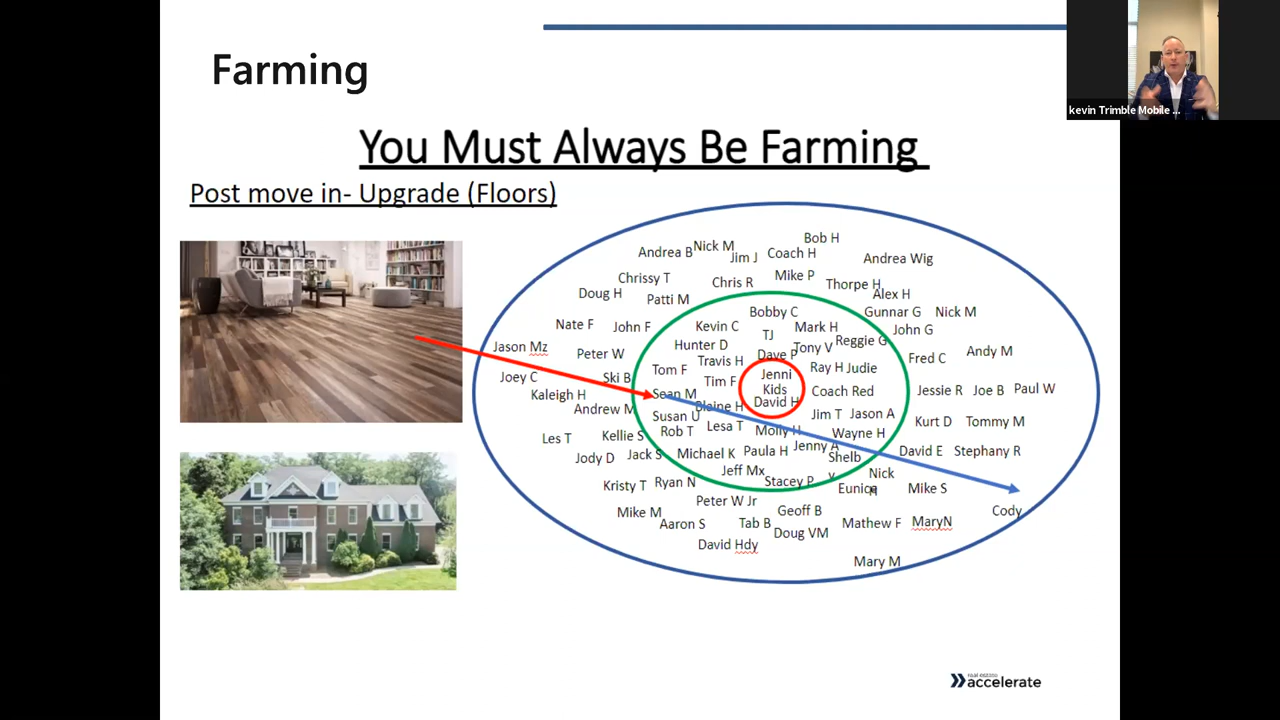 kevin Trimble Mobile ...
Farming
You Must Always Be Farming
Post move in- Upgrade (Floors)
Bob H
Andrea B Nick M Jim J Coach H Andrea Wig
Chrissy T Chris R Mike P Thorpe H
Doug H Patti M Alex H
Bobby C Gunnar G Nick M
Nate F John F Kevin C TJ Mark H John G
Jason Mz Peter W Hunter D Dave P Tony V Reggie G Fred C Andy M
Travis H
Joey C Ski B Tom F Tim F Jenni Ray H Judie
Kaleigh H Sean M Kids Coach Red Jessie R Joe B Paul W
Andrew M Susan U Blaine H David H Jim T Jason A
Les T Kellie S Rob T Lesa T Molly H Wayne H Kurt D Tommy M
Jody D Jack S Michael K Paula H Jenny A Shelb David E Stephany R
y
Kristy T Ryan N Jeff Mx Stacey P Eunice Nick Mike S
Mike M Peter W Jr Geoff B Cody
Aaron S Tab B Doug VM Mathew F MaryN
David Hdy
Mary M
real estate
accelerate